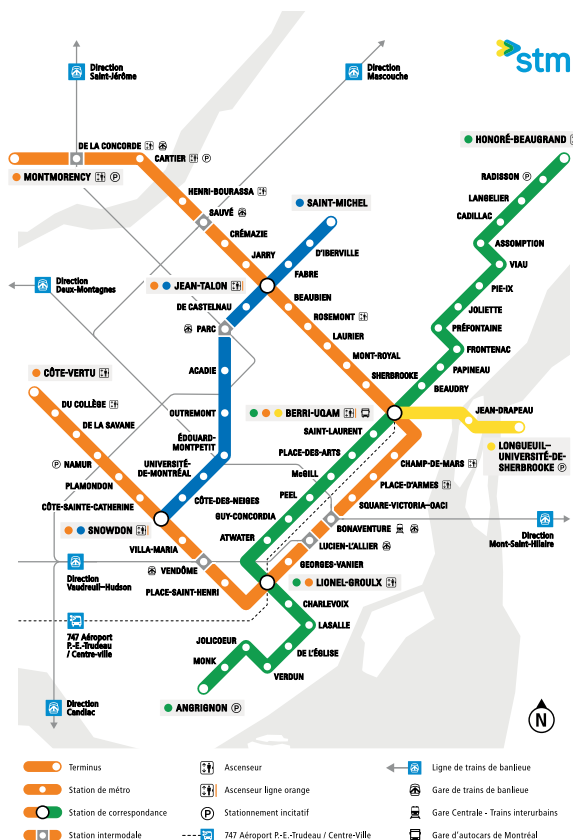 stm
Direction
Saint-Jérôme
Direction
Mascouche
DE LA CONCORDE
CARTIER P
MONTMORENCY P
HONORÉ-BEAUGRAND
RADISSON P
HENRI-BOURASSA
LANGELIER
SAUVÉ
SAINT-MICHEL
CADILLAC
CRÉMAZIE
D'IBERVILLE
ASSOMPTION
JARRY
FABRE
VIAU
Direction
Deux-Montagnes
JEAN-TALON
PIE-IX
DE CASTELNAU
BEAUBIEN
JOLIETTE
ROSEMONT
PARC
PRÉFONTAINE
LAURIER
FRONTENAC
MONT-ROYAL
CÔTE-VERTU
ACADIE
PAPINEAU
SHERBROOKE
BEAUDRY
DU COLLÈGE
OUTREMONT
BERRI-UQAM
JEAN-DRAPEAU
DE LA SAVANE
ÉDOUARD-
MONTPETIT
SAINT-LAURENT
LONGUEUIL–
UNIVERSITÉ-
DE-SHERBROOKE P
P NAMUR
PLACE-DES-ARTS
CHAMP-DE-MARS
UNIVERSITÉ-
DE-MONTRÉAL
McGILL
PLAMONDON
PLACE-D'ARMES
PEEL
CÔTE-DES-NEIGES
SQUARE-VICTORIA–OACI
CÔTE-SAINTE-CATHERINE
GUY-CONCORDIA
SNOWDON
BONAVENTURE
Direction
Mont-Saint-Hilaire
ATWATER
LUCIEN-L'ALLIER
VILLA-MARIA
GEORGES-VANIER
VENDÔME
Direction
Vaudreuil–Hudson
LIONEL-GROULX
PLACE-SAINT-HENRI
CHARLEVOIX
747 Aéroport
P.-E.-Trudeau
/ Centre-ville
LASALLE
JOLICOEUR
DE L'ÉGLISE
MONK
VERDUN
Direction
Candiac
ANGRIGNON P
N
Terminus
Ascenseur
Ligne de trains de banlieue
Station de métro
Ascenseur ligne orange
Gare de trains de banlieue
Station de correspondance
P Stationnement incitatif
Gare Centrale - Trains interurbains
Station intermodale
747 Aéroport P.-E.-Trudeau / Centre-Ville
Gare d'autocars de Montréal